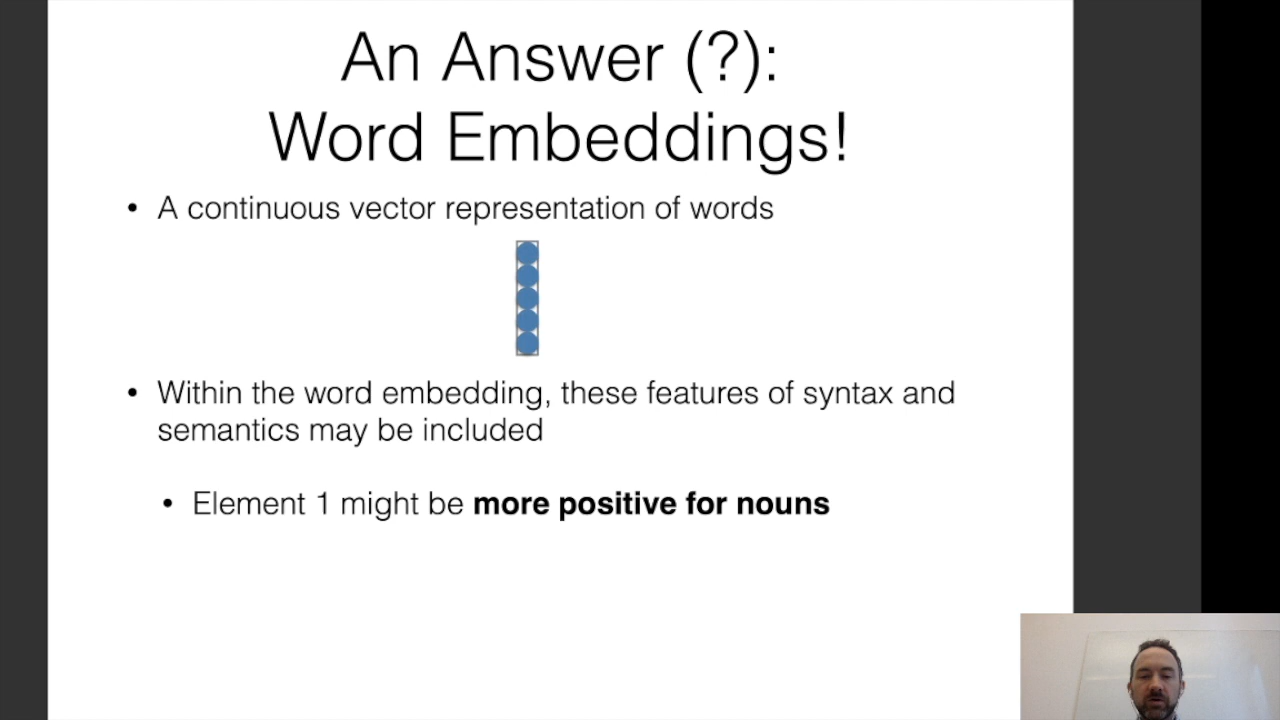 An Answer (?):
Word Embeddings!
• A continuous vector representation of words
• Within the word embedding, these features of syntax and
semantics may be included
• Element 1 might be more positive for nouns